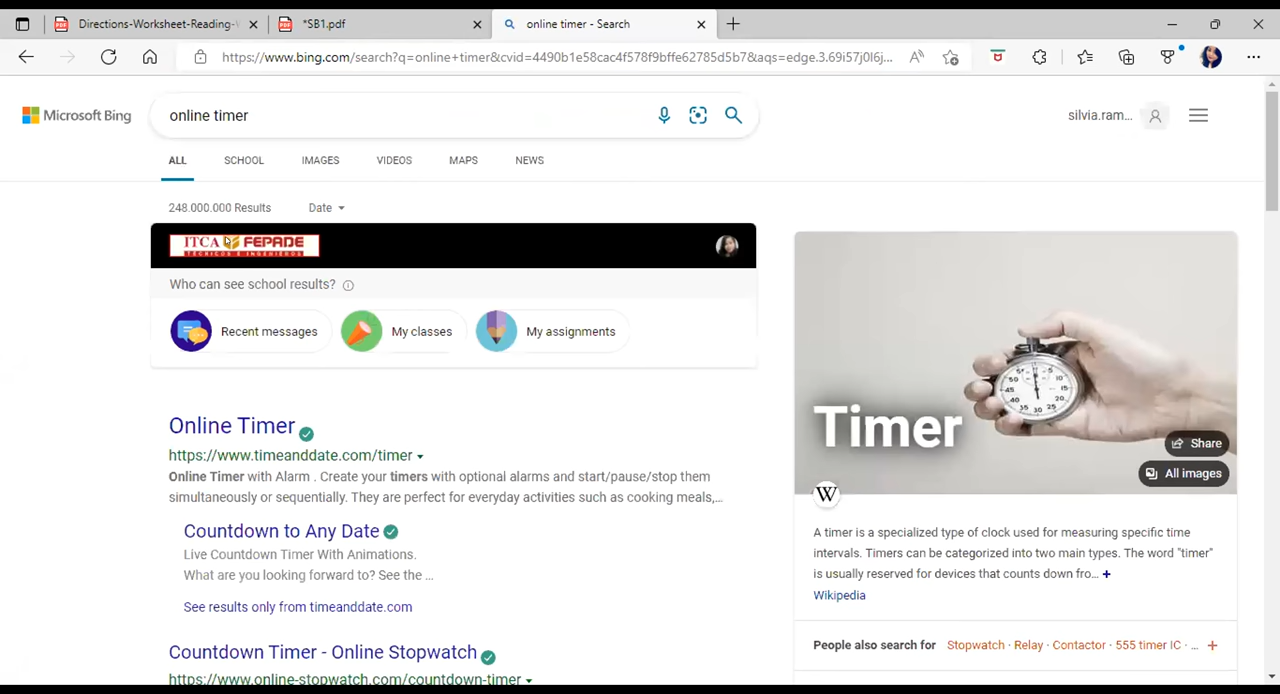 Directions-Worksheet-Reading-W
*SB1.pdf
online timer - Search
https://www.bing.com/search?q=online+timer&cvid=4490b1e58cac4f578f9bffe62785d5b7&aqs=edge.3.69i57j0l6j...
Microsoft Bing
online timer
silvia.ram...
ALL
SCHOOL
IMAGES
VIDEOS
MAPS
NEWS
248.000.000 Results
Date
ITCA FEPADE
TÉCNICOS E INGENIEROS
Who can see school results?
Recent messages
My classes
My assignments
Online Timer
https://www.timeanddate.com/timer
Online Timer with Alarm . Create your timers with optional alarms and start/pause/stop them
simultaneously or sequentially. They are perfect for everyday activities such as cooking meals,...
Countdown to Any Date
Live Countdown Timer With Animations.
What are you looking forward to? See the ...
See results only from timeanddate.com
Countdown Timer - Online Stopwatch
https://www.online-stopwatch.com/countdown-timer
Timer
Share
All images
W
A timer is a specialized type of clock used for measuring specific time
intervals. Timers can be categorized into two main types. The word "timer"
is usually reserved for devices that counts down fro... +
Wikipedia
People also search for
Stopwatch · Relay · Contactor · 555 timer IC · ... +